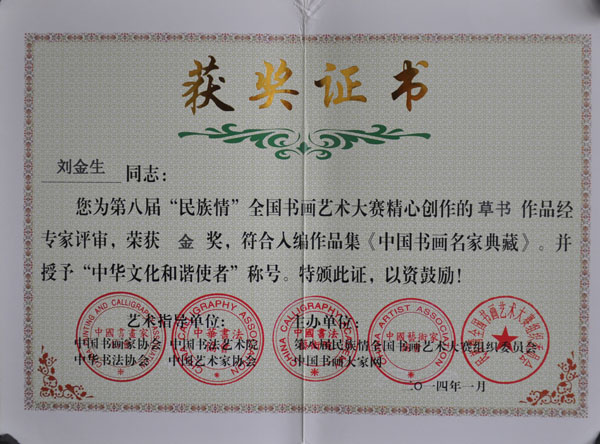 获奖证书
刘金生 同志：
您为第八届“民族情”全国书画艺术大赛精心创作的 草书 作品经
专家评审，荣获 金 奖，符合入编作品集《中国书画名家典藏》。并
授予“中华文化和谐使者”称号。特颁此证，以资鼓励！
艺术指导单位： 主办单位：
中国书画家协会 中国书法艺术院 第八届民族情全国书画艺术大赛组织委员会
中华书法协会 中国艺术家协会 中国书画大家网
二〇一四年一月